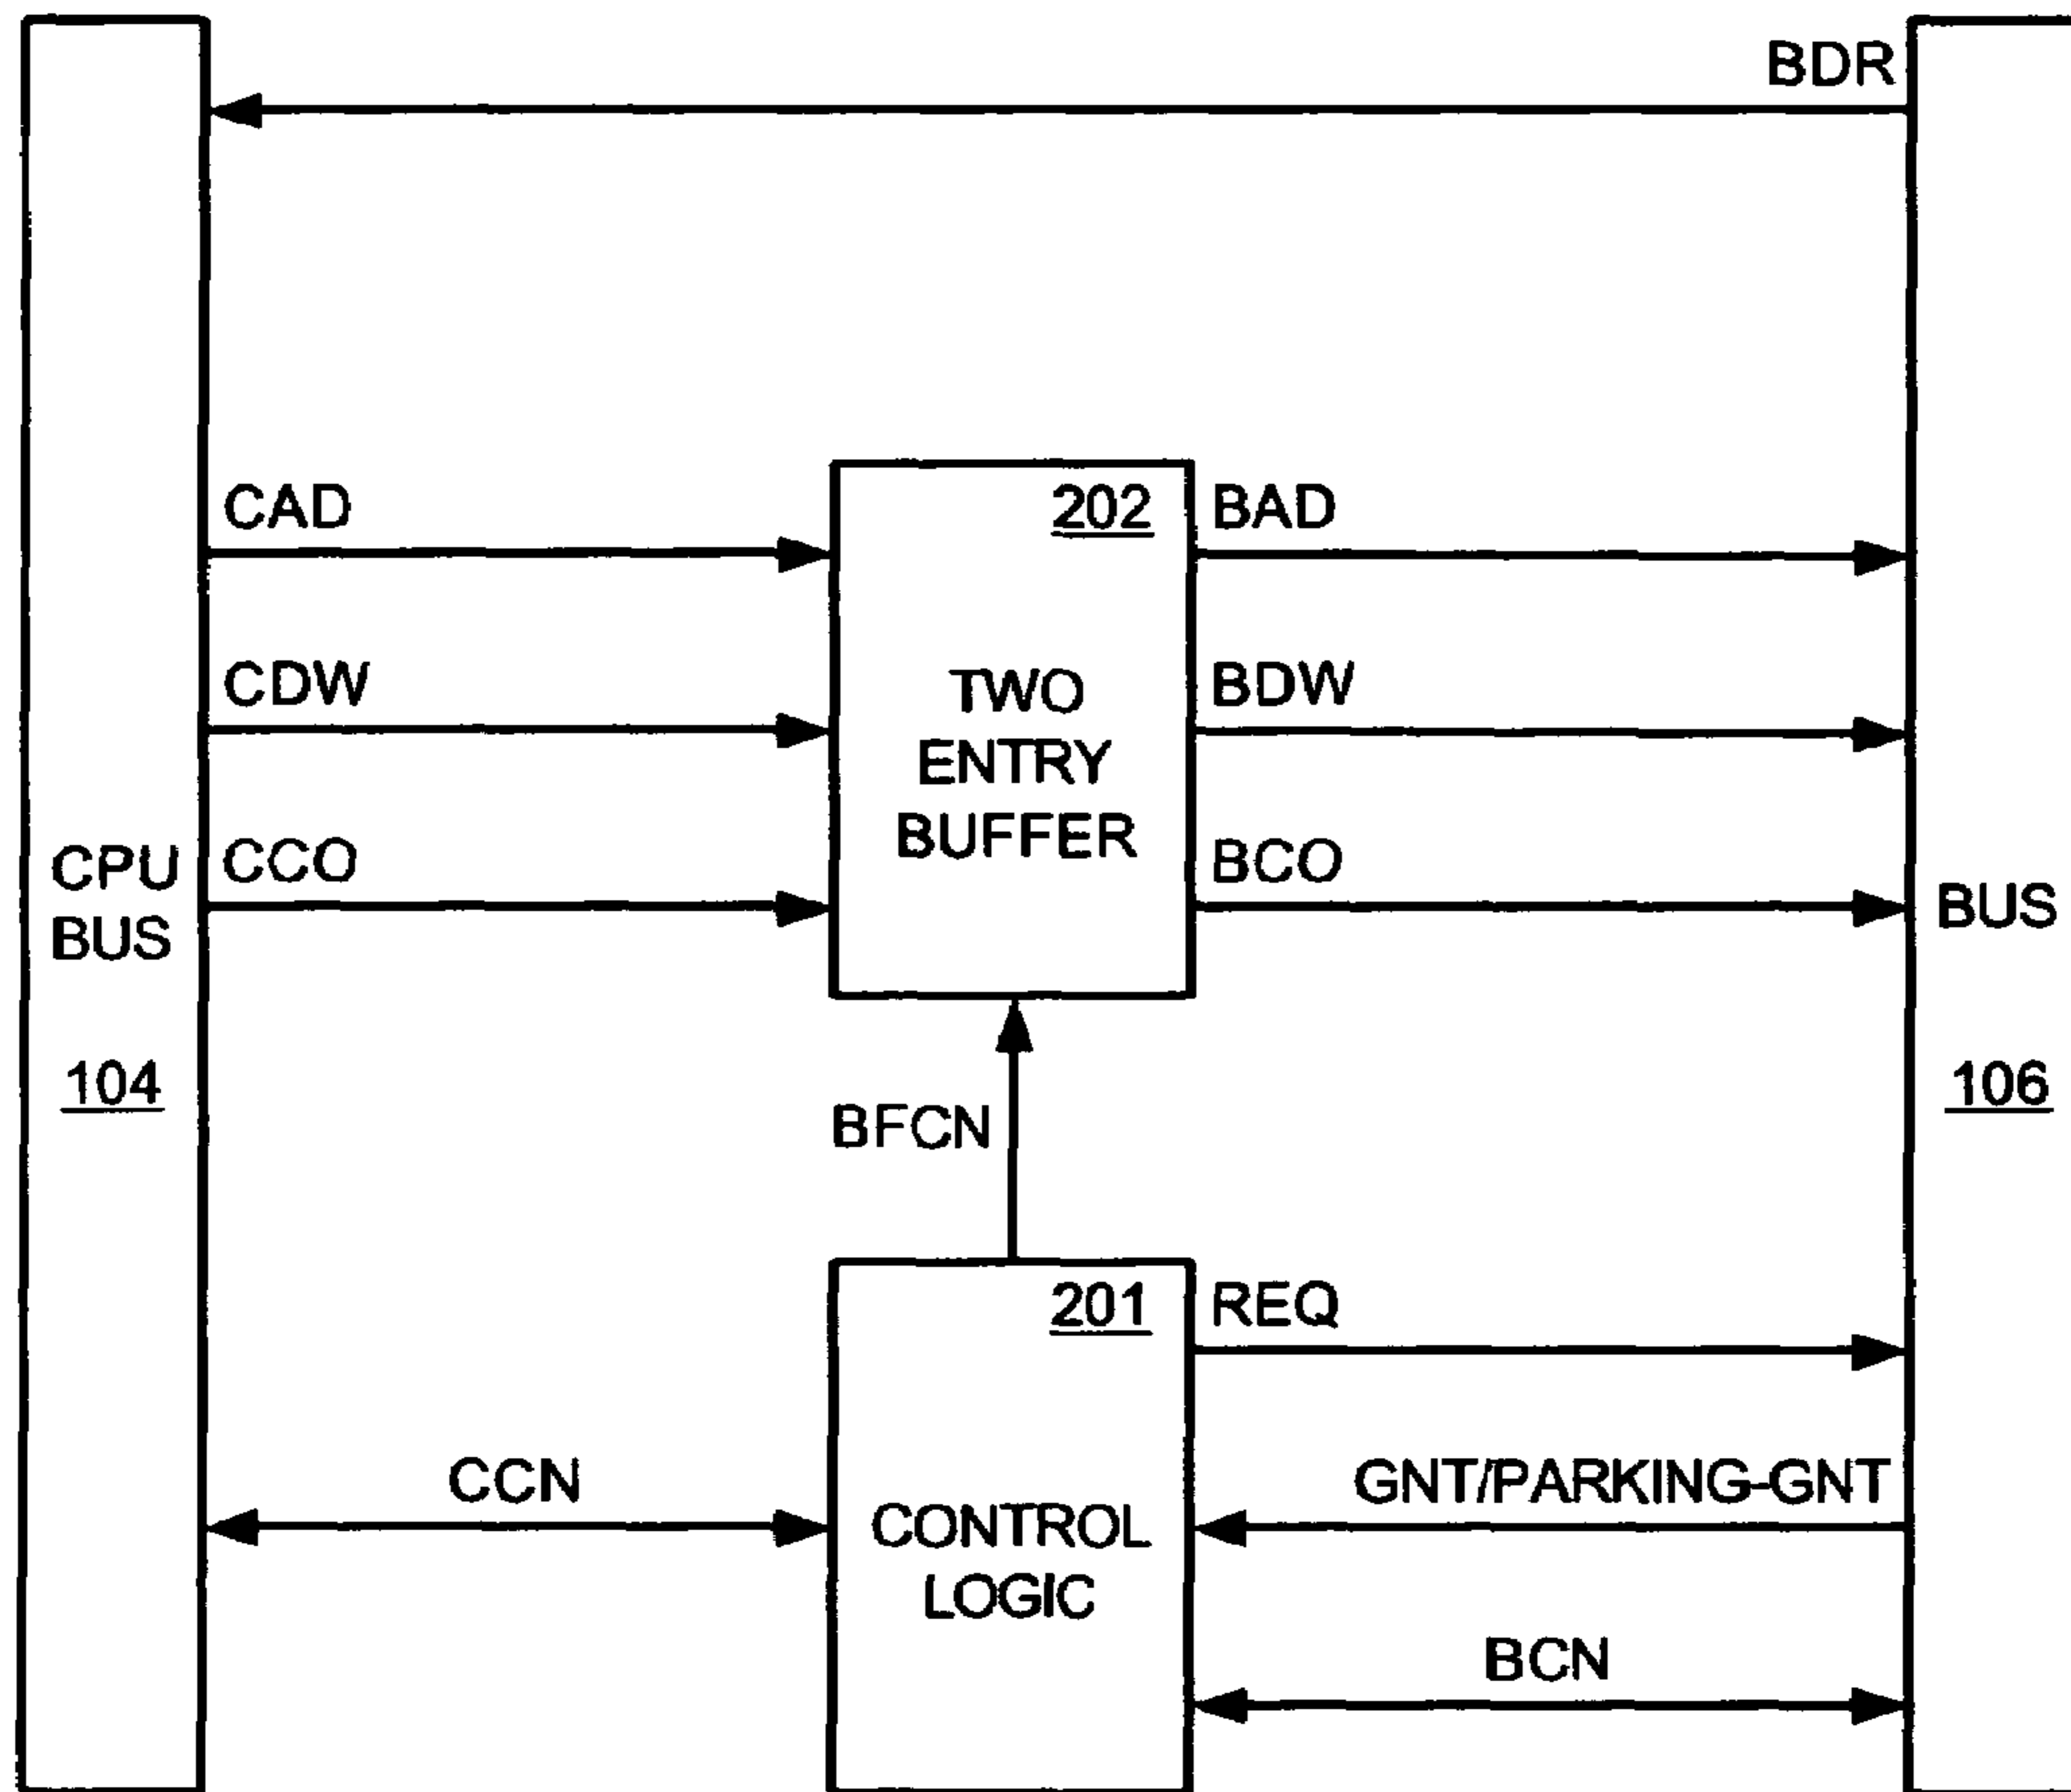 BDR
CAD
202
BAD
CDW
TWO
ENTRY
BUFFER
BDW
CPU
BUS
CCO
BCO
BUS
104
BFCN
106
201
REQ
CCN
CONTROL
LOGIC
GNT/PARKING-GNT
BCN